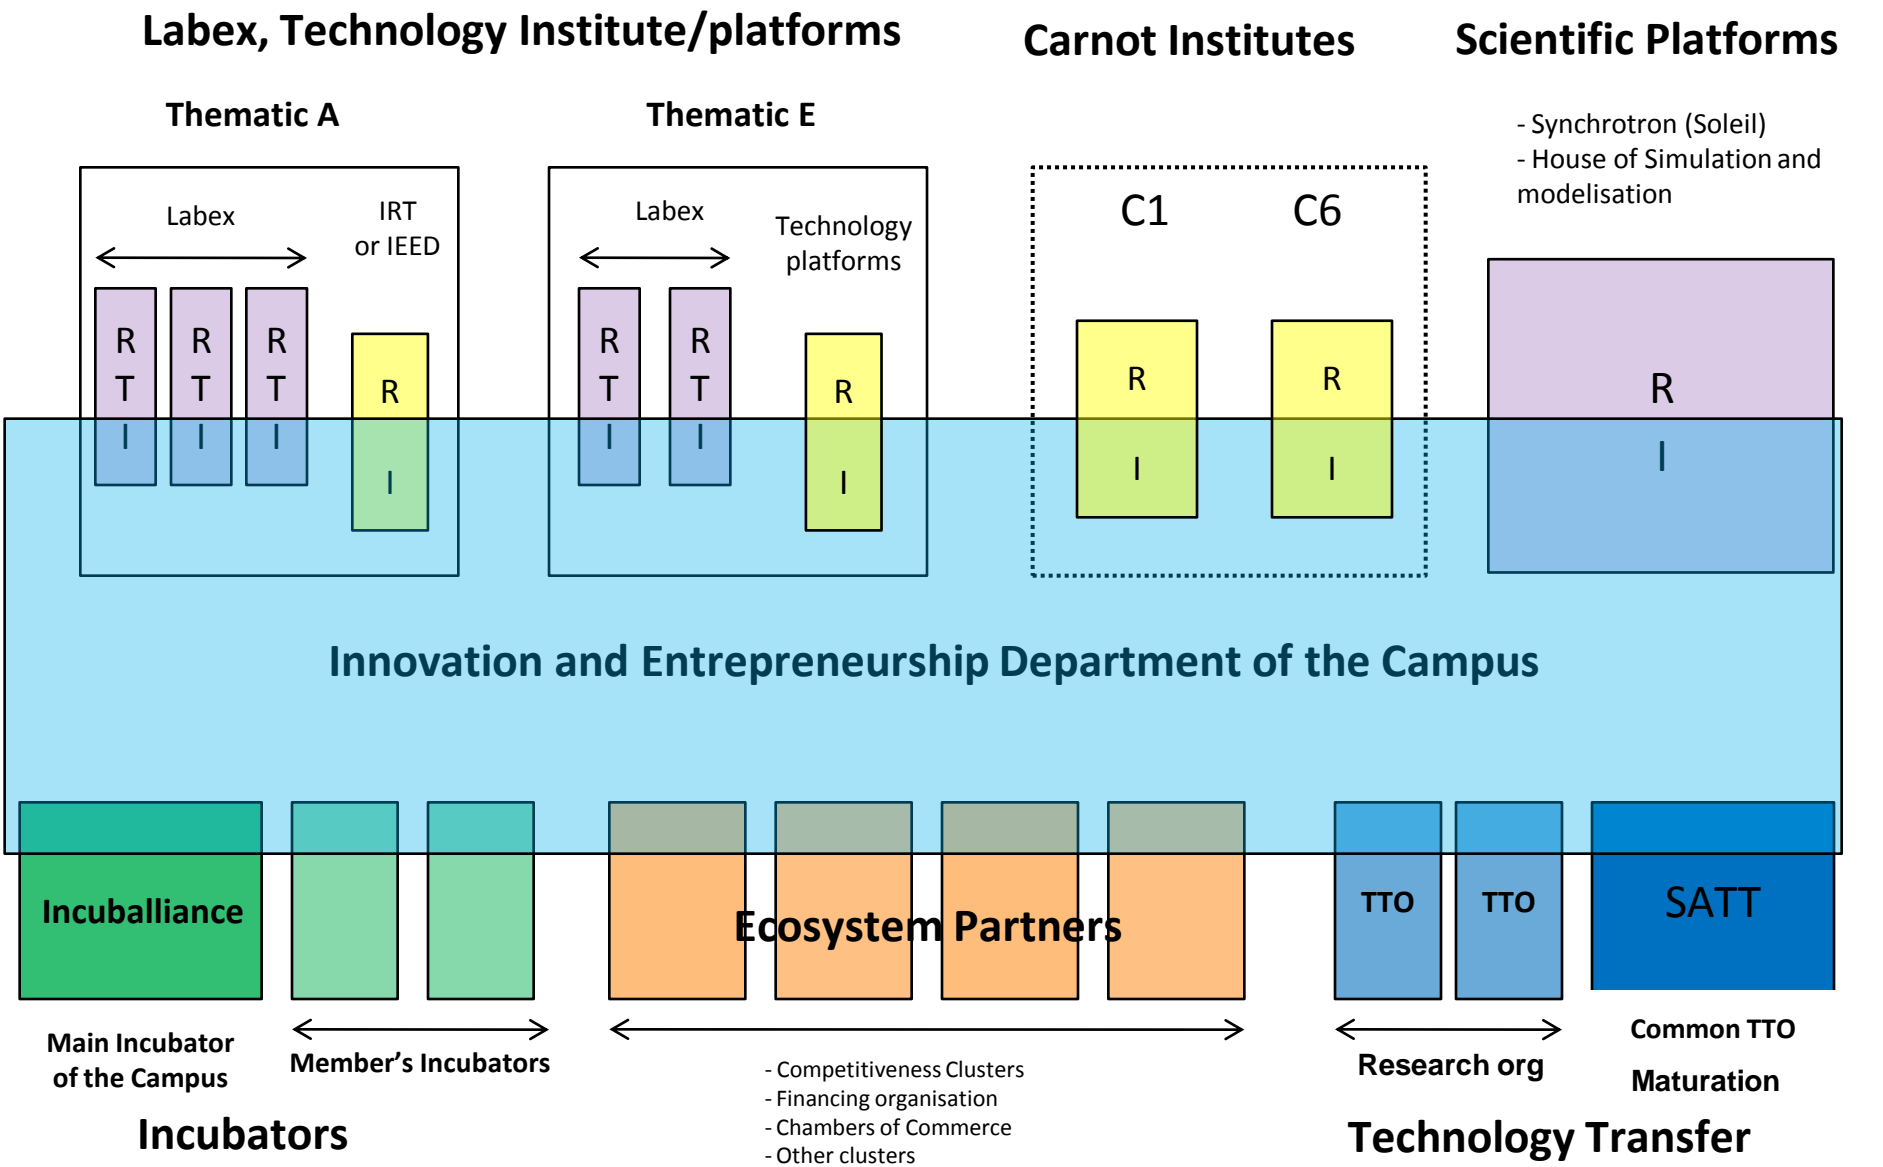 Labex, Technology Institute/platforms
Carnot Institutes
Scientific Platforms
Thematic A
Thematic E
- Synchrotron (Soleil)
- House of Simulation and
modelisation
Labex
IRT
or IEED
Labex
Technology
platforms
C1
C6
R
T
I
R
T
I
R
T
I
R
I
R
T
I
R
T
I
R
I
R
I
R
I
R
I
Innovation and Entrepreneurship Department of the Campus
Incuballiance
Ecosystem Partners
TTO
TTO
SATT
Main Incubator
of the Campus
Member's Incubators
- Competitiveness Clusters
- Financing organisation
- Chambers of Commerce
- Other clusters
Research org
Common TTO
Maturation
Incubators
Technology Transfer